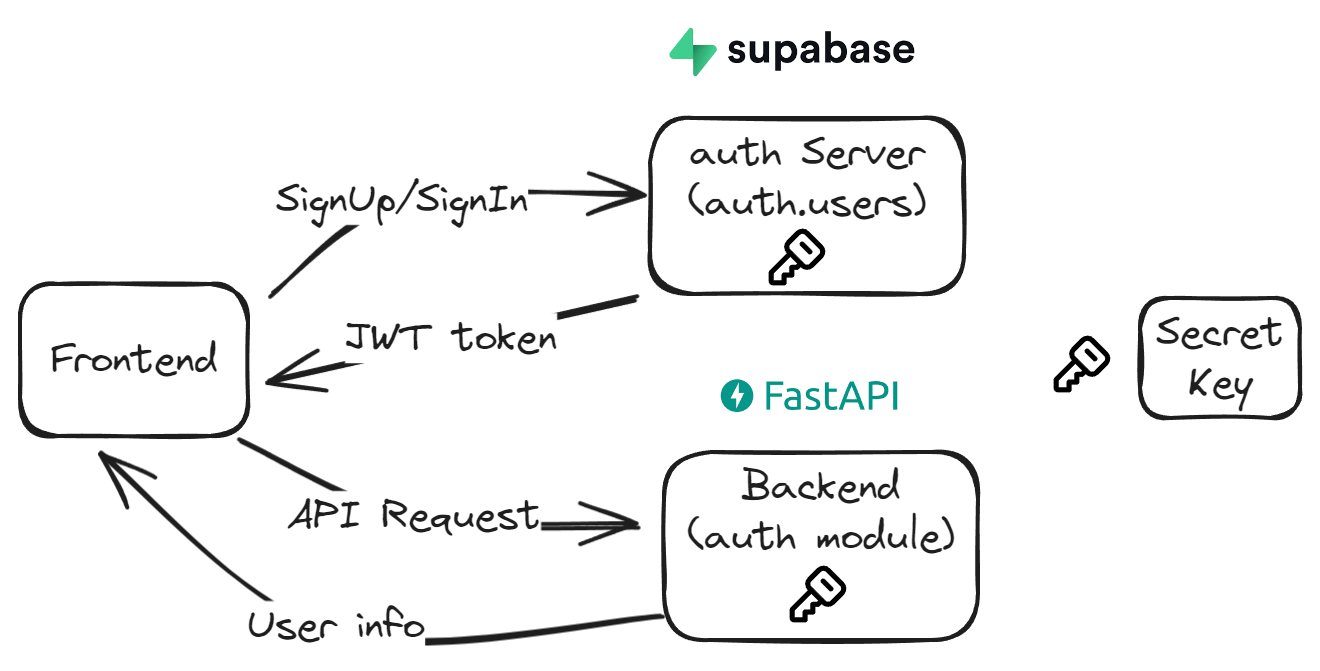 supabase
auth Server
(auth.users)
SignUp/SignIn
JWT token
Frontend
Secret
Key
FastAPI
Backend
(auth module)
API Request
User info